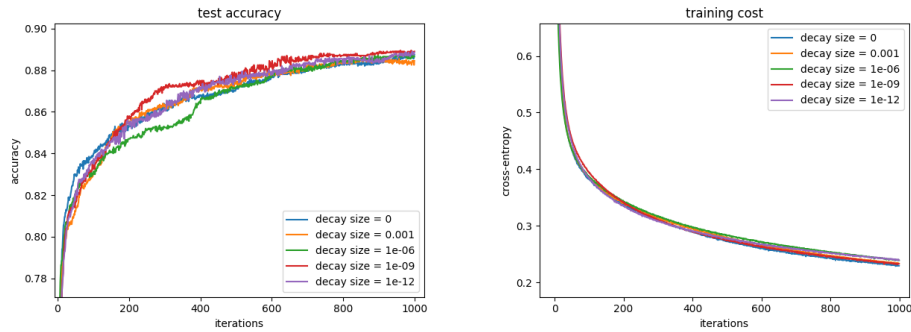 test accuracy
0.90
0.88
0.86
0.84
0.82
0.80
0.78
accuracy
decay size = 0
decay size = 0.001
decay size = 1e-06
decay size = 1e-09
decay size = 1e-12
0
200
400
600
800
1000
iterations
training cost
0.6
0.5
0.4
0.3
0.2
cross-entropy
decay size = 0
decay size = 0.001
decay size = 1e-06
decay size = 1e-09
decay size = 1e-12
0
200
400
600
800
1000
iterations